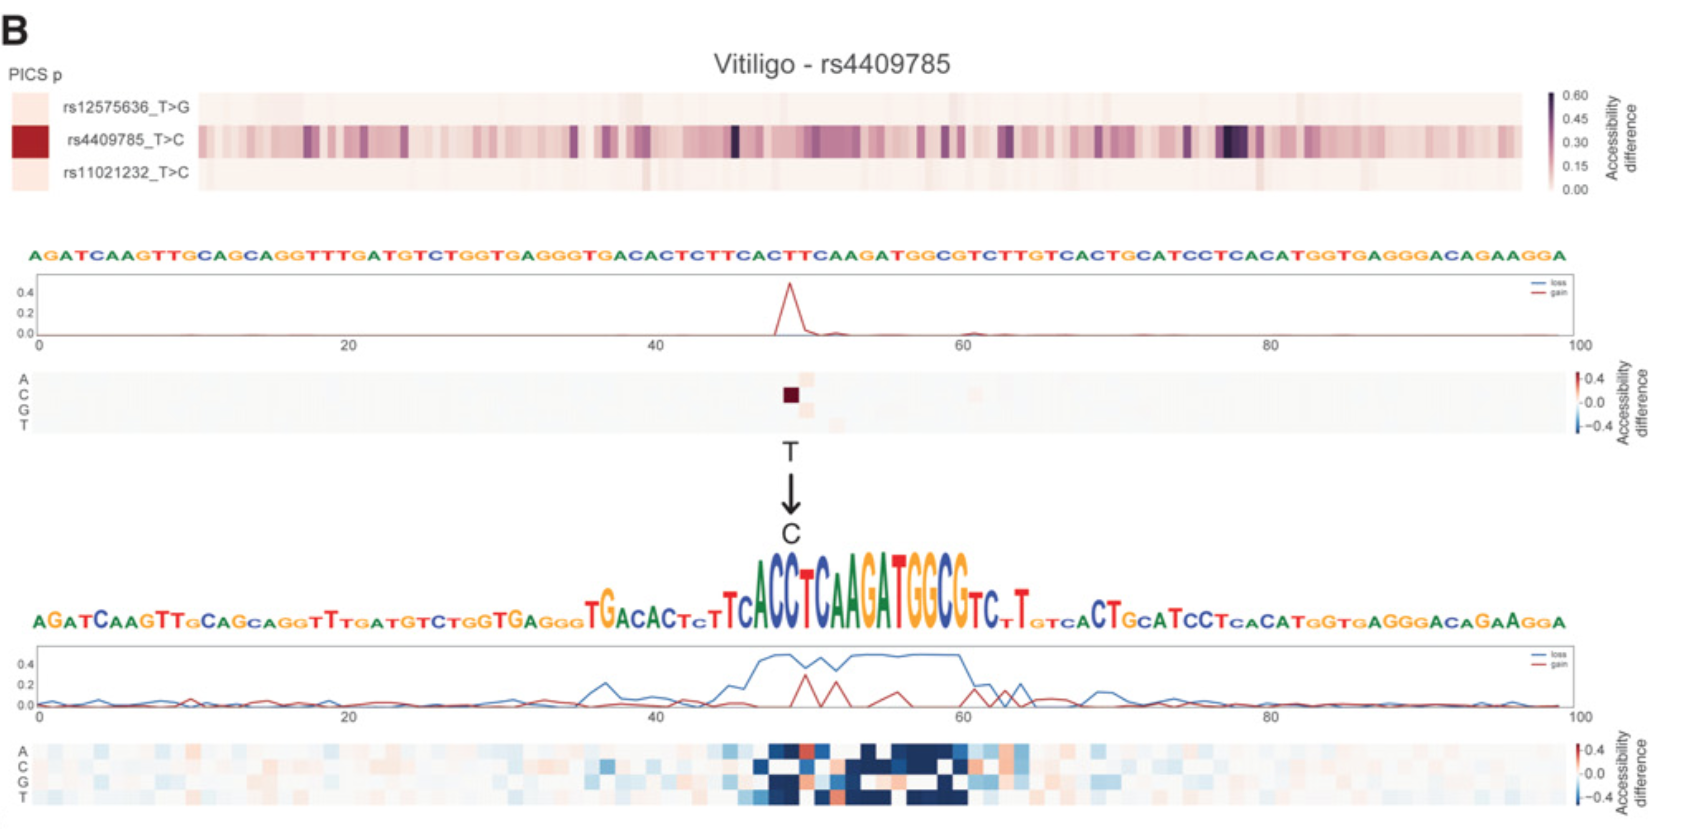 B
Vitiligo - rs4409785
PICS p
rs12575636_T>G
rs4409785_T>C
rs11021232_T>C
0.60
0.45
0.30
0.15
0.00
Accessibility
difference
AGATCAAGTTGCAGCAGGTTTGATGTCTGGTGAGGGTGACACTCTTCACTTCAAGATGGCGTCTTGTCACTGCATCCTCACATGGTGAGGGACAGAAGGA
0.4
0.2
0.0
loss
gain
0 20 40 60 80 100
A
C
G
T
0.4
0.0
−0.4
Accessibility
difference
T
C
AGATCAAGTTGCAGCAGGTTTGATGTCTGGTGAGGGTGACACTCTTCACCTCAAGATGGCGTCTTGTCACTGCATCCTCACATGGTGAGGGACAGAAGGA
0.4
0.2
0.0
loss
gain
0 20 40 60 80 100
A
C
G
T
0.4
0.0
−0.4
Accessibility
difference